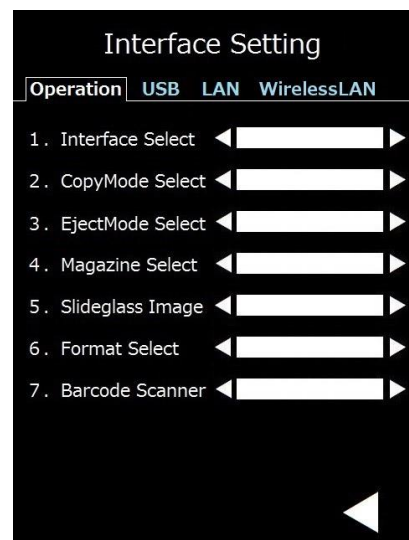 Interface Setting
Operation USB LAN WirelessLAN
1. Interface Select
2. CopyMode Select
3. EjectMode Select
4. Magazine Select
5. Slideglass Image
6. Format Select
7. Barcode Scanner